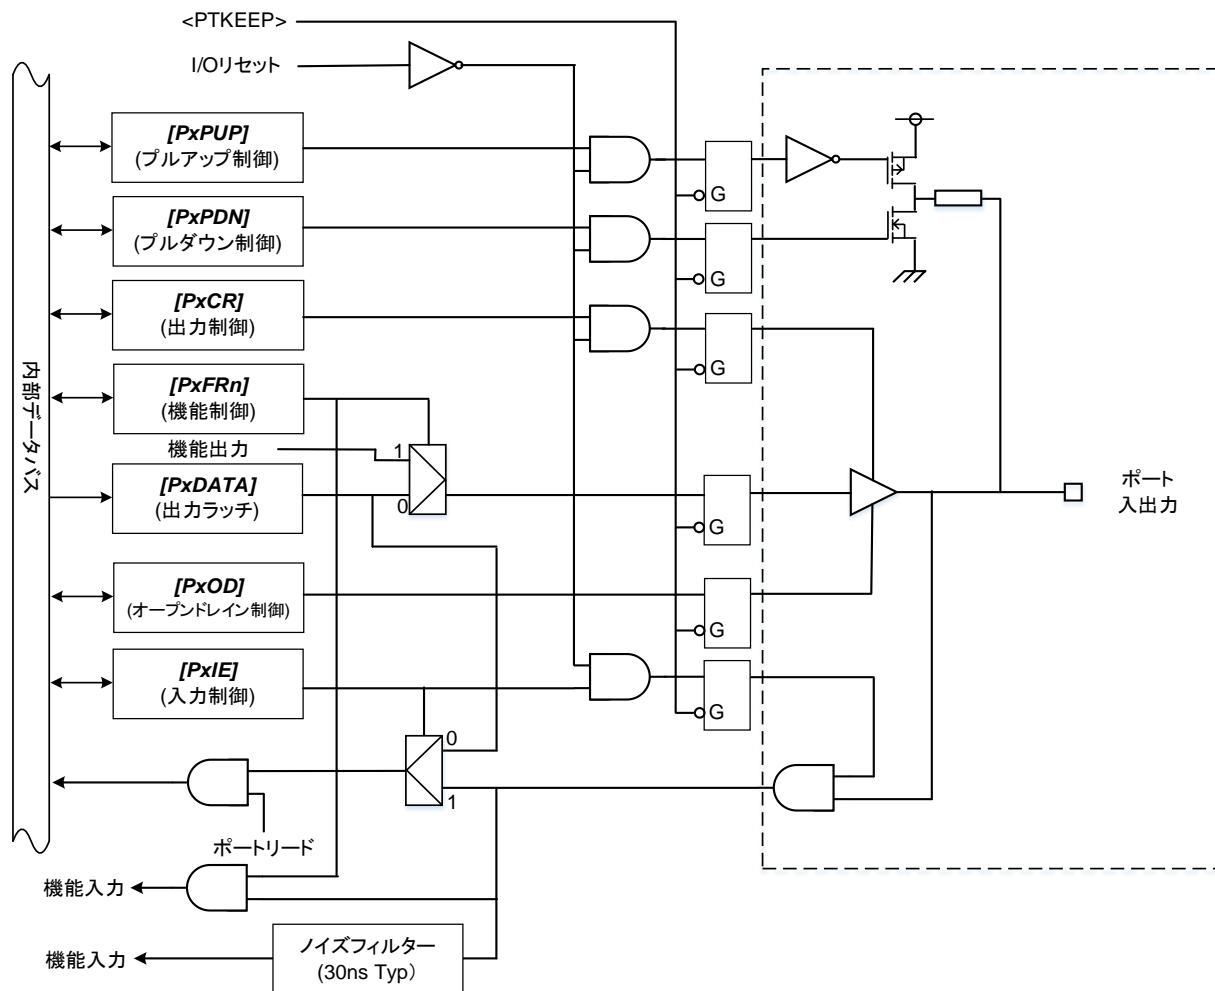 <PTKEEP>
I/Oリセット
[PxPUP]
(プルアップ制御)
G
[PxPDN]
(プルダウン制御)
G
[PxCR]
(出力制御)
G
内部データバス
[PxFRn]
(機能制御)
機能出力
1
[PxDATA]
(出力ラッチ)
0
G
ポート
入出力
[PxOD]
(オープンドレイン制御)
G
[PxIE]
(入力制御)
G
0
1
ポートリード
機能入力
機能入力
ノイズフィルター
(30ns Typ)